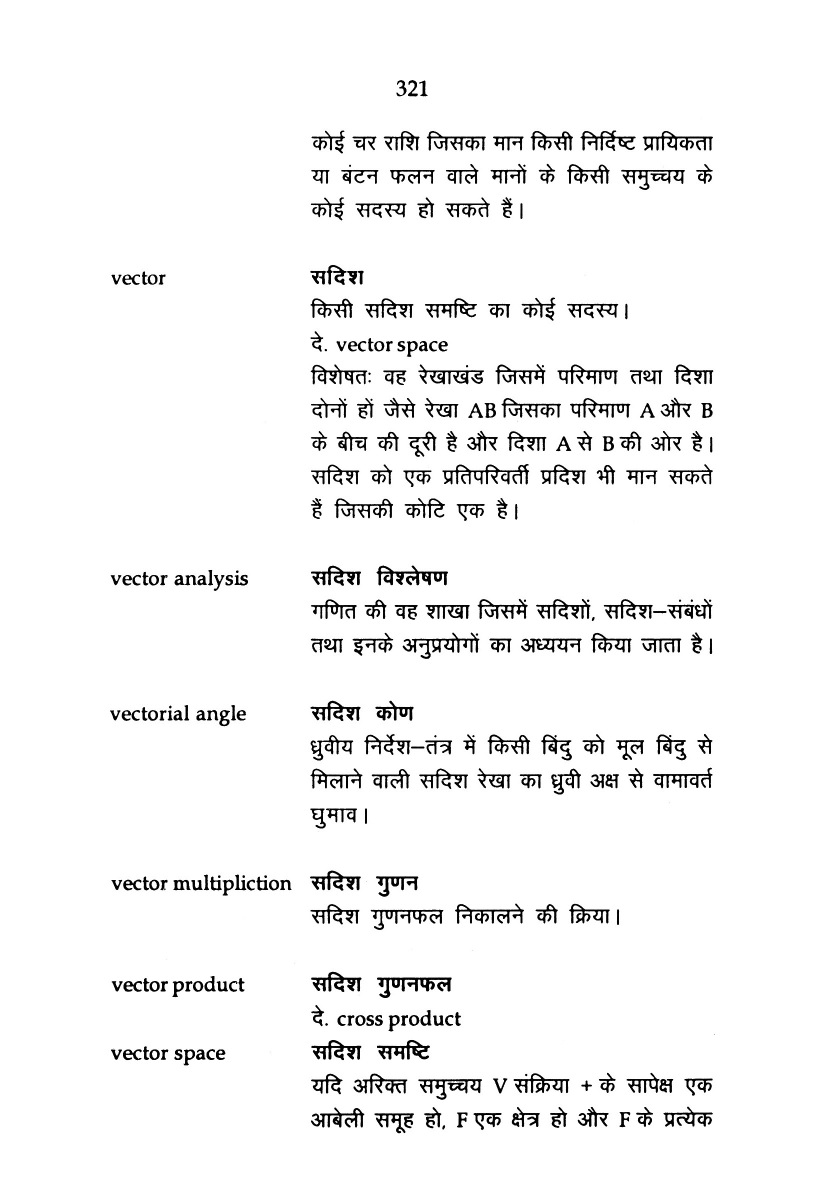 321
कोई चर राशि जिसका मान किसी निर्दिष्ट प्रायिकता
या बंटन फलन वाले मानों के किसी समुच्चय के
कोई सदस्य हो सकते हैं।
vector सदिश
किसी सदिश समष्टि का कोई सदस्य।
दे. vector space
विशेषतः वह रेखाखंड जिसमें परिमाण तथा दिशा
दोनों हों जैसे रेखा AB जिसका परिमाण A और B
के बीच की दूरी है और दिशा A से B की ओर है।
सदिश को एक प्रतिपरिवर्ती प्रदिश भी मान सकते
हैं जिसकी कोटि एक है।
vector analysis सदिश विश्लेषण
गणित की वह शाखा जिसमें सदिशों, सदिश–संबंधों
तथा इनके अनुप्रयोगों का अध्ययन किया जाता है।
vectorial angle सदिश कोण
ध्रुवीय निर्देश–तंत्र में किसी बिंदु को मूल बिंदु से
मिलाने वाली सदिश रेखा का ध्रुवी अक्ष से वामावर्त
घुमाव।
vector multipliction सदिश गुणन
सदिश गुणनफल निकालने की क्रिया।
vector product सदिश गुणनफल
दे. cross product
vector space सदिश समष्टि
यदि अरिक्त समुच्चय V संक्रिया + के सापेक्ष एक
आबेली समूह हो, F एक क्षेत्र हो और F के प्रत्येक